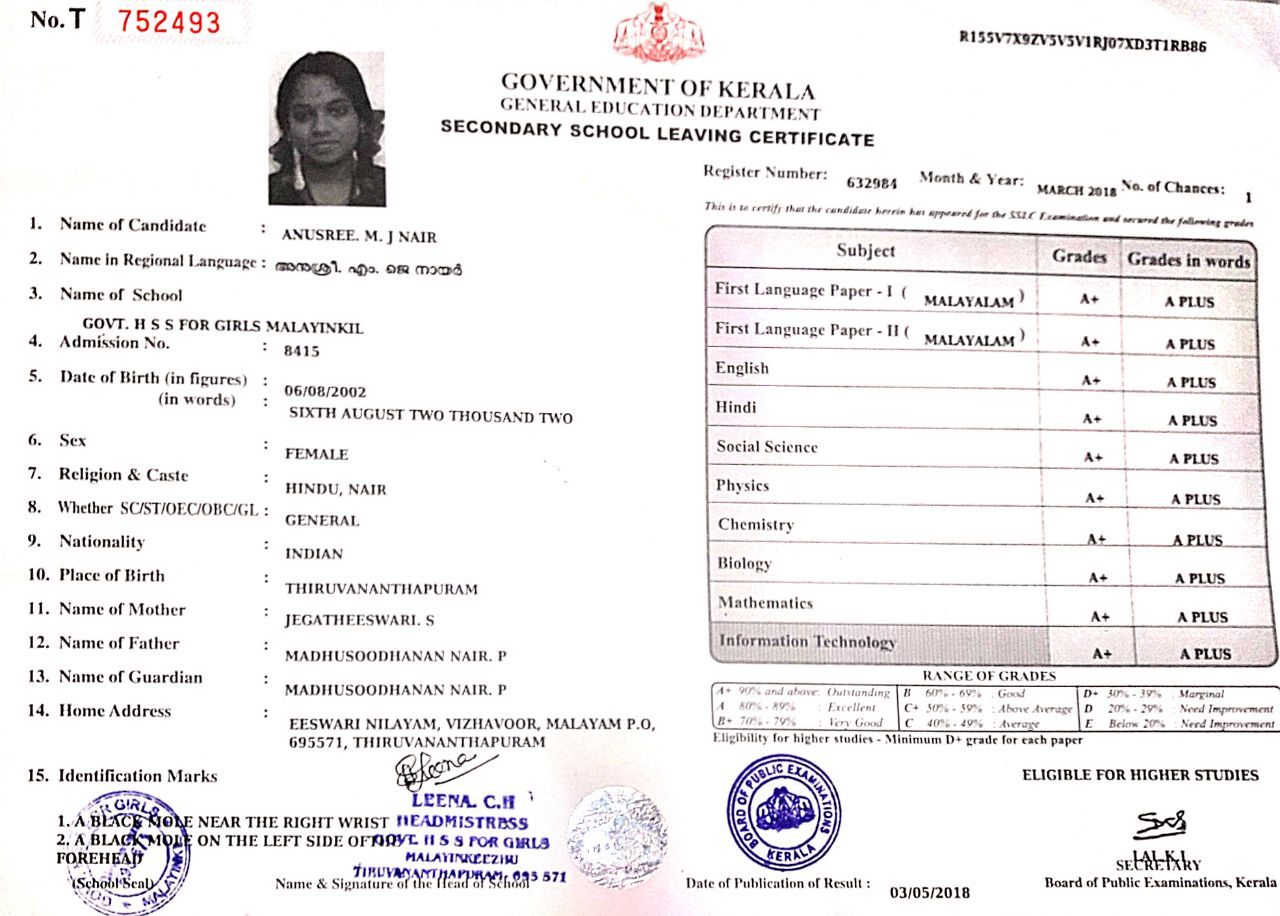 No. T 752493
R155V7X9ZV5V5V1RJ07XD3T1RB86
GOVERNMENT OF KERALA
GENERAL EDUCATION DEPARTMENT
SECONDARY SCHOOL LEAVING CERTIFICATE
Register Number: 632984 Month & Year: MARCH 2018 No. of Chances: 1
This is to certify that the candidate herein has appeared for the SSLC Examination and secured the following grades
1. Name of Candidate : ANUSREE. M. J NAIR
2. Name in Regional Language : അനുശ്രീ. എം. ജെ നായർ
3. Name of School
GOVT. H S S FOR GIRLS MALAYINKIL
4. Admission No. : 8415
5. Date of Birth (in figures) : 06/08/2002
(in words) : SIXTH AUGUST TWO THOUSAND TWO
6. Sex : FEMALE
7. Religion & Caste : HINDU, NAIR
8. Whether SC/ST/OEC/OBC/GL : GENERAL
9. Nationality : INDIAN
10. Place of Birth : THIRUVANANTHAPURAM
11. Name of Mother : JEGATHEESWARI. S
12. Name of Father : MADHUSOODHANAN NAIR. P
13. Name of Guardian : MADHUSOODHANAN NAIR. P
14. Home Address : EESWARI NILAYAM, VIZHAVOOR, MALAYAM P.O,
695571, THIRUVANANTHAPURAM
15. Identification Marks
1. A BLACK MOLE NEAR THE RIGHT WRIST
2. A BLACK MOLE ON THE LEFT SIDE OF
FOREHEAD
(School Seal)
LEENA. C.H
HEADMISTRESS
GOVT. H S S FOR GIRLS
MALAYINKEEZHU
TIRUVANANTHAPURAM, 695 571
Name & Signature of the Head of School
Subject Grades Grades in words
First Language Paper - I ( MALAYALAM ) A+ A PLUS
First Language Paper - II ( MALAYALAM ) A+ A PLUS
English A+ A PLUS
Hindi A+ A PLUS
Social Science A+ A PLUS
Physics A+ A PLUS
Chemistry A+ A PLUS
Biology A+ A PLUS
Mathematics A+ A PLUS
Information Technology A+ A PLUS
RANGE OF GRADES
A+ 90% and above: Outstanding B 60% - 69% : Good D+ 30% - 39% : Marginal
A 80% - 89% : Excellent C+ 50% - 59% : Above Average D 20% - 29% : Need Improvement
B+ 70% - 79% : Very Good C 40% - 49% : Average E Below 20% : Need Improvement
Eligibility for higher studies - Minimum D+ grade for each paper
ELIGIBLE FOR HIGHER STUDIES
BOARD OF PUBLIC EXAMINATIONS
KERALA
LAL K I
SECRETARY
Board of Public Examinations, Kerala
Date of Publication of Result : 03/05/2018